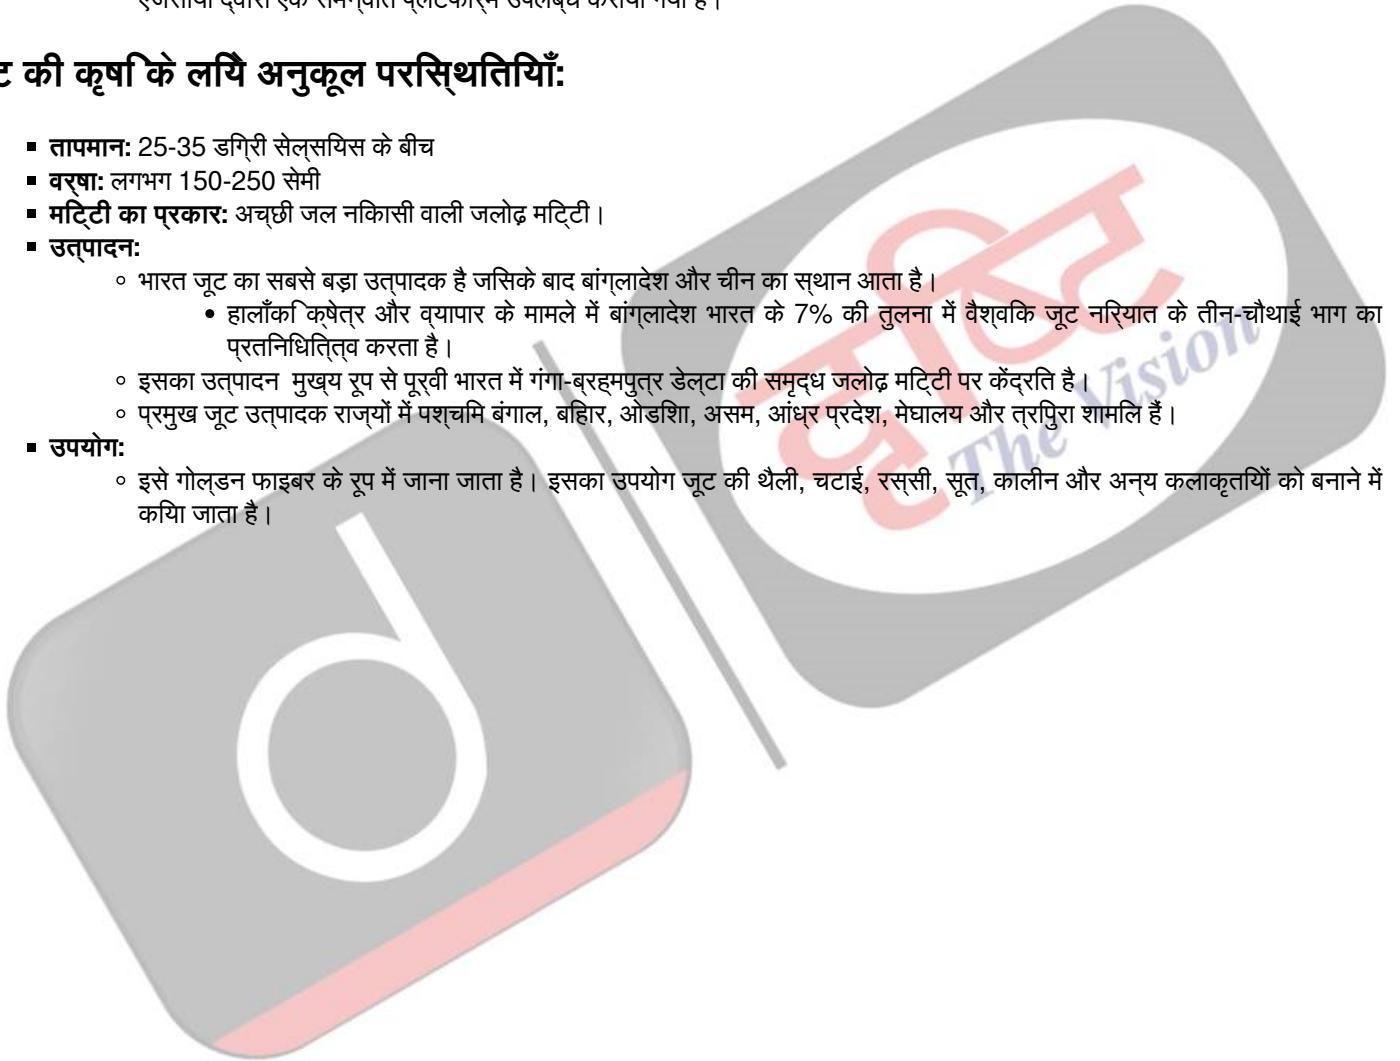 ट की कृषि के लिये अनुकूल परिस्थितियाँ:
तापमान: 25-35 डिग्री सेल्सियस के बीच
वर्षा: लगभग 150-250 सेमी
मिट्टी का प्रकार: अच्छी जल निकासी वाली जलोढ़ मिट्टी।
उत्पादन:
भारत जूट का सबसे बड़ा उत्पादक है जिसके बाद बांग्लादेश और चीन का स्थान आता है।
हालाँकि क्षेत्र और व्यापार के मामले में बांग्लादेश भारत के 7% की तुलना में वैश्विक जूट निर्यात के तीन-चौथाई भाग का
प्रतिनिधित्त्व करता है।
इसका उत्पादन मुख्य रूप से पूर्वी भारत में गंगा-ब्रह्मपुत्र डेल्टा की समृद्ध जलोढ़ मिट्टी पर केंद्रित है।
प्रमुख जूट उत्पादक राज्यों में पश्चिम बंगाल, बिहार, ओडिशा, असम, आंध्र प्रदेश, मेघालय और त्रिपुरा शामिल हैं।
उपयोग:
इसे गोल्डन फाइबर के रूप में जाना जाता है। इसका उपयोग जूट की थैली, चटाई, रस्सी, सूत, कालीन और अन्य कलाकृतियों को बनाने में
किया जाता है।
दृष्टि
The Vision
d